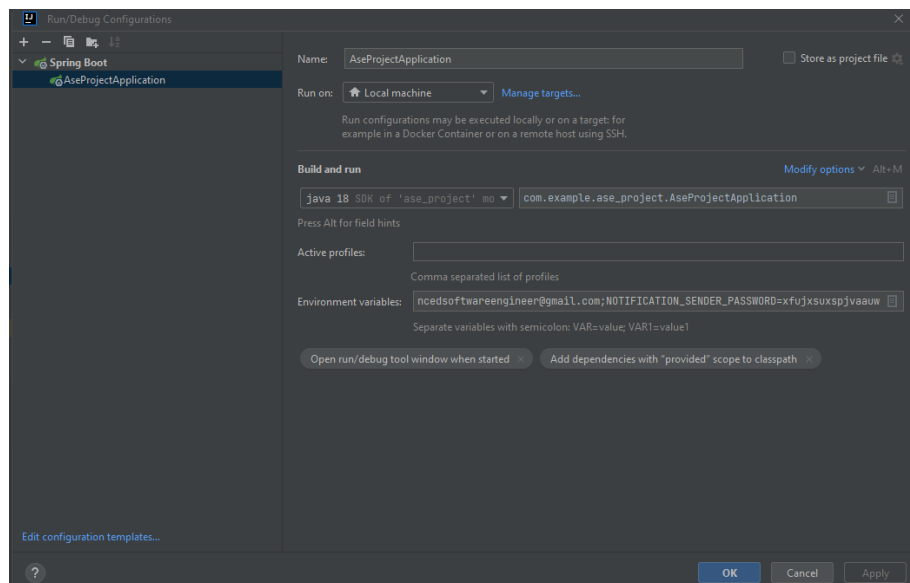 Run/Debug Configurations
Spring Boot
AseProjectApplication
Name: AseProjectApplication
Store as project file
Run on: Local machine
Manage targets...
Run configurations may be executed locally or on a target: for
example in a Docker Container or on a remote host using SSH.
Build and run
Modify options Alt+M
java 18 SDK of 'ase_project' mo
com.example.ase_project.AseProjectApplication
Press Alt for field hints
Active profiles:
Comma separated list of profiles
Environment variables: ncedsoftwareengineer@gmail.com;NOTIFICATION_SENDER_PASSWORD=xfujxsuxspjvaauw
Separate variables with semicolon: VAR=value; VAR1=value1
Open run/debug tool window when started
Add dependencies with "provided" scope to classpath
Edit configuration templates...
?
OK
Cancel
Apply